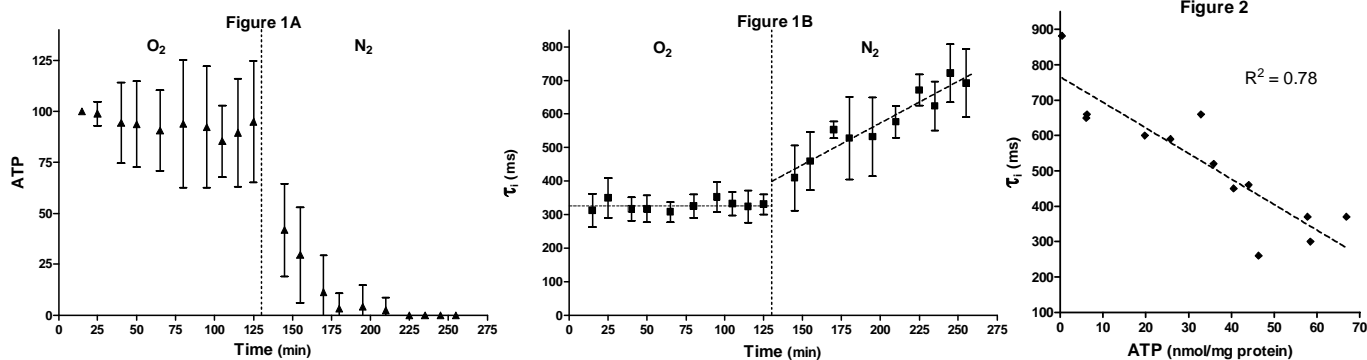 Figure 1A
O₂
N₂
ATP
125
100
75
50
25
0
0 25 50 75 100 125 150 175 200 225 250 275
Time (min)
Figure 1B
O₂
N₂
τᵢ (ms)
800
700
600
500
400
300
200
100
0
0 25 50 75 100 125 150 175 200 225 250 275
Time (min)
Figure 2
R² = 0.78
τᵢ (ms)
900
800
700
600
500
400
300
200
100
0 10 20 30 40 50 60 70
ATP (nmol/mg protein)